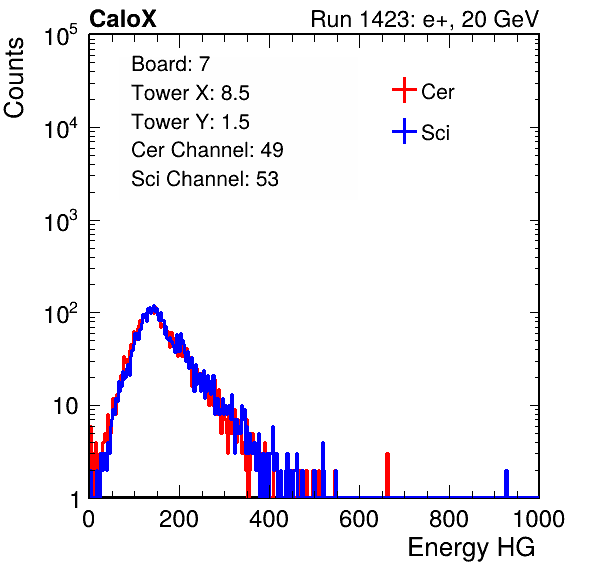 CaloX Run 1423: e+, 20 GeV
Counts
Board: 7
Tower X: 8.5
Tower Y: 1.5
Cer Channel: 49
Sci Channel: 53
Cer
Sci
10^5
10^4
10^3
10^2
10
1
0 200 400 600 800 1000
Energy HG